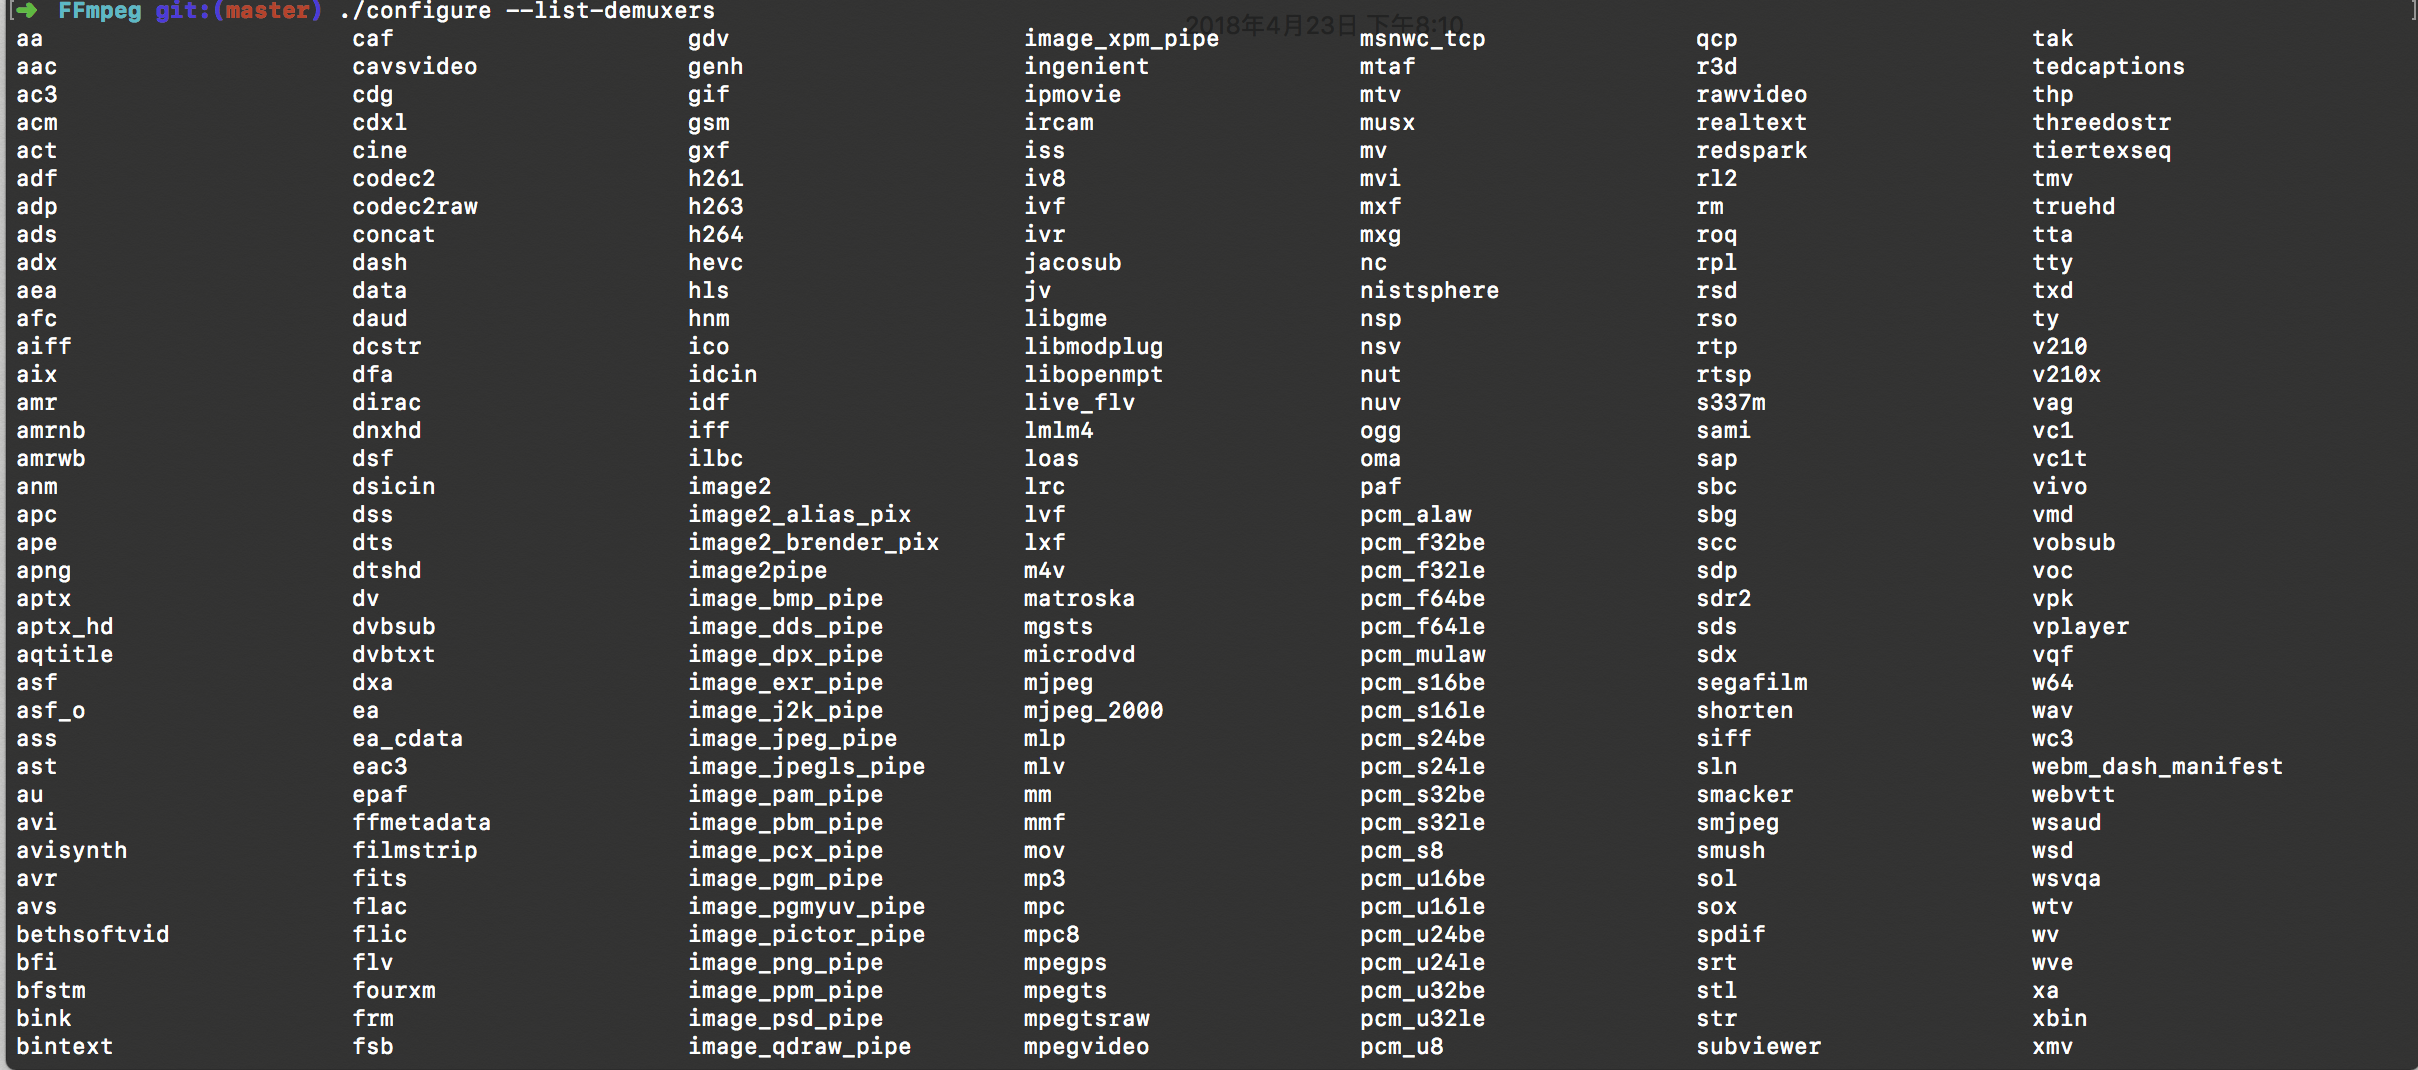 ➜ FFmpeg git:(master) ./configure --list-demuxers
2018年4月23日 下午8:10
aa caf gdv image_xpm_pipe msnwc_tcp qcp tak
aac cavsvideo genh ingenient mtaf r3d tedcaptions
ac3 cdg gif ipmovie mtv rawvideo thp
acm cdxl gsm ircam musx realtext threedostr
act cine gxf iss mv redspark tiertexseq
adf codec2 h261 iv8 mvi rl2 tmv
adp codec2raw h263 ivf mxf rm truehd
ads concat h264 ivr mxg roq tta
adx dash hevc jacosub nc rpl tty
aea data hls jv nistsphere rsd txd
afc daud hnm libgme nsp rso ty
aiff dcstr ico libmodplug nsv rtp v210
aix dfa idcin libopenmpt nut rtsp v210x
amr dirac idf live_flv nuv s337m vag
amrnb dnxhd iff lmlm4 ogg sami vc1
amrwb dsf ilbc loas oma sap vc1t
anm dsicin image2 lrc paf sbc vivo
apc dss image2_alias_pix lvf pcm_alaw sbg vmd
ape dts image2_brender_pix lxf pcm_f32be scc vobsub
apng dtshd image2pipe m4v pcm_f32le sdp voc
aptx dv image_bmp_pipe matroska pcm_f64be sdr2 vpk
aptx_hd dvbsub image_dds_pipe mgsts pcm_f64le sds vplayer
aqtitle dvbtxt image_dpx_pipe microdvd pcm_mulaw sdx vqf
asf dxa image_exr_pipe mjpeg pcm_s16be segafilm w64
asf_o ea image_j2k_pipe mjpeg_2000 pcm_s16le shorten wav
ass ea_cdata image_jpeg_pipe mlp pcm_s24be siff wc3
ast eac3 image_jpegls_pipe mlv pcm_s24le sln webm_dash_manifest
au epaf image_pam_pipe mm pcm_s32be smacker webvtt
avi ffmetadata image_pbm_pipe mmf pcm_s32le smjpeg wsaud
avisynth filmstrip image_pcx_pipe mov pcm_s8 smush wsd
avr fits image_pgm_pipe mp3 pcm_u16be sol wsvqa
avs flac image_pgmyuv_pipe mpc pcm_u16le sox wtv
bethsoftvid flic image_pictor_pipe mpc8 pcm_u24be spdif wv
bfi flv image_png_pipe mpegps pcm_u24le srt wve
bfstm fourxm image_ppm_pipe mpegts pcm_u32be stl xa
bink frm image_psd_pipe mpegtsraw pcm_u32le str xbin
bintext fsb image_qdraw_pipe mpegvideo pcm_u8 subviewer xmv